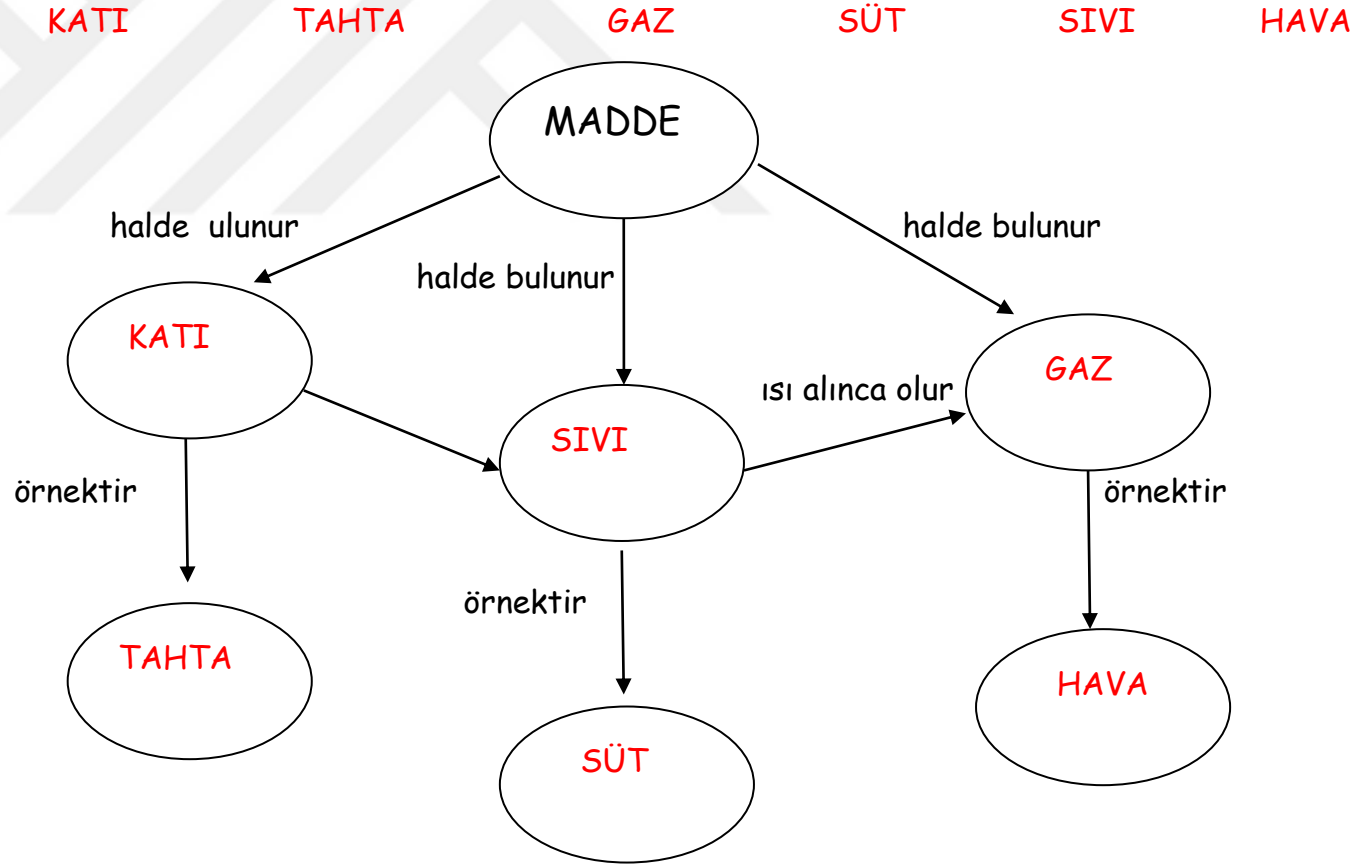 KATI TAHTA GAZ SÜT SIVI HAVA
MADDE
halde ulunur
halde bulunur
halde bulunur
KATI
ısı alınca olur
GAZ
SIVI
örnektir
örnektir
örnektir
TAHTA
HAVA
SÜT